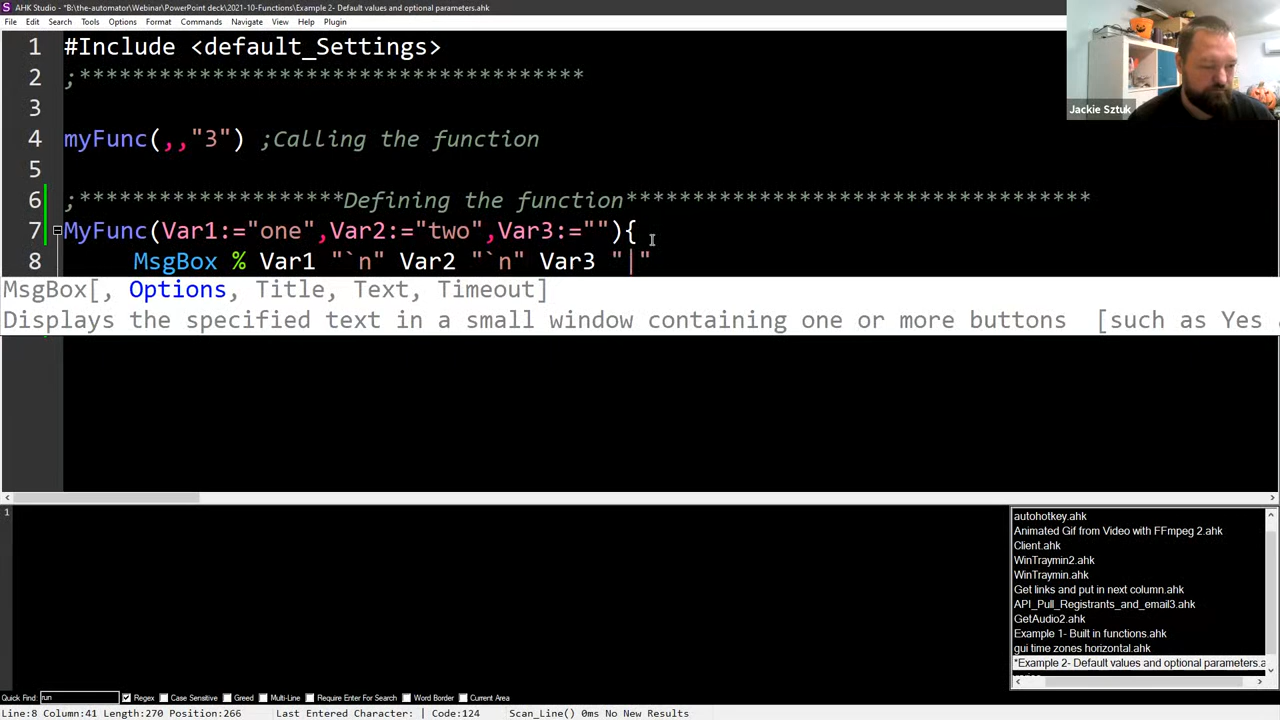 AHK Studio - "B:\the-automator\Webinar\PowerPoint deck\2021-10-Functions\Example 2- Default values and optional parameters.ahk
File Edit Search Tools Options Format Commands Navigate View Help Plugin
1 #Include <default_Settings>
2 ;**************************************
3
4 myFunc(,,"3") ;Calling the function
5
6 ;********************Defining the function***********************************
7 MyFunc(Var1:="one",Var2:="two",Var3:=""){
8 MsgBox % Var1 "`n" Var2 "`n" Var3 "|"
MsgBox[, Options, Title, Text, Timeout]
Displays the specified text in a small window containing one or more buttons [such as Yes
Jackie Sztuk
1
autohotkey.ahk
Animated Gif from Video with FFmpeg 2.ahk
Client.ahk
WinTraymin2.ahk
WinTraymin.ahk
Get links and put in next column.ahk
API_Pull_Registrants_and_email3.ahk
GetAudio2.ahk
Example 1- Built in functions.ahk
gui time zones horizontal.ahk
*Example 2- Default values and optional parameters.a
Quick Find: run Regex Case Sensitive Greed Multi-Line Require Enter For Search Word Border Current Area
Line:8 Column:41 Length:270 Position:266 Last Entered Character: | Code:124 Scan_Line() 0ms No New Results